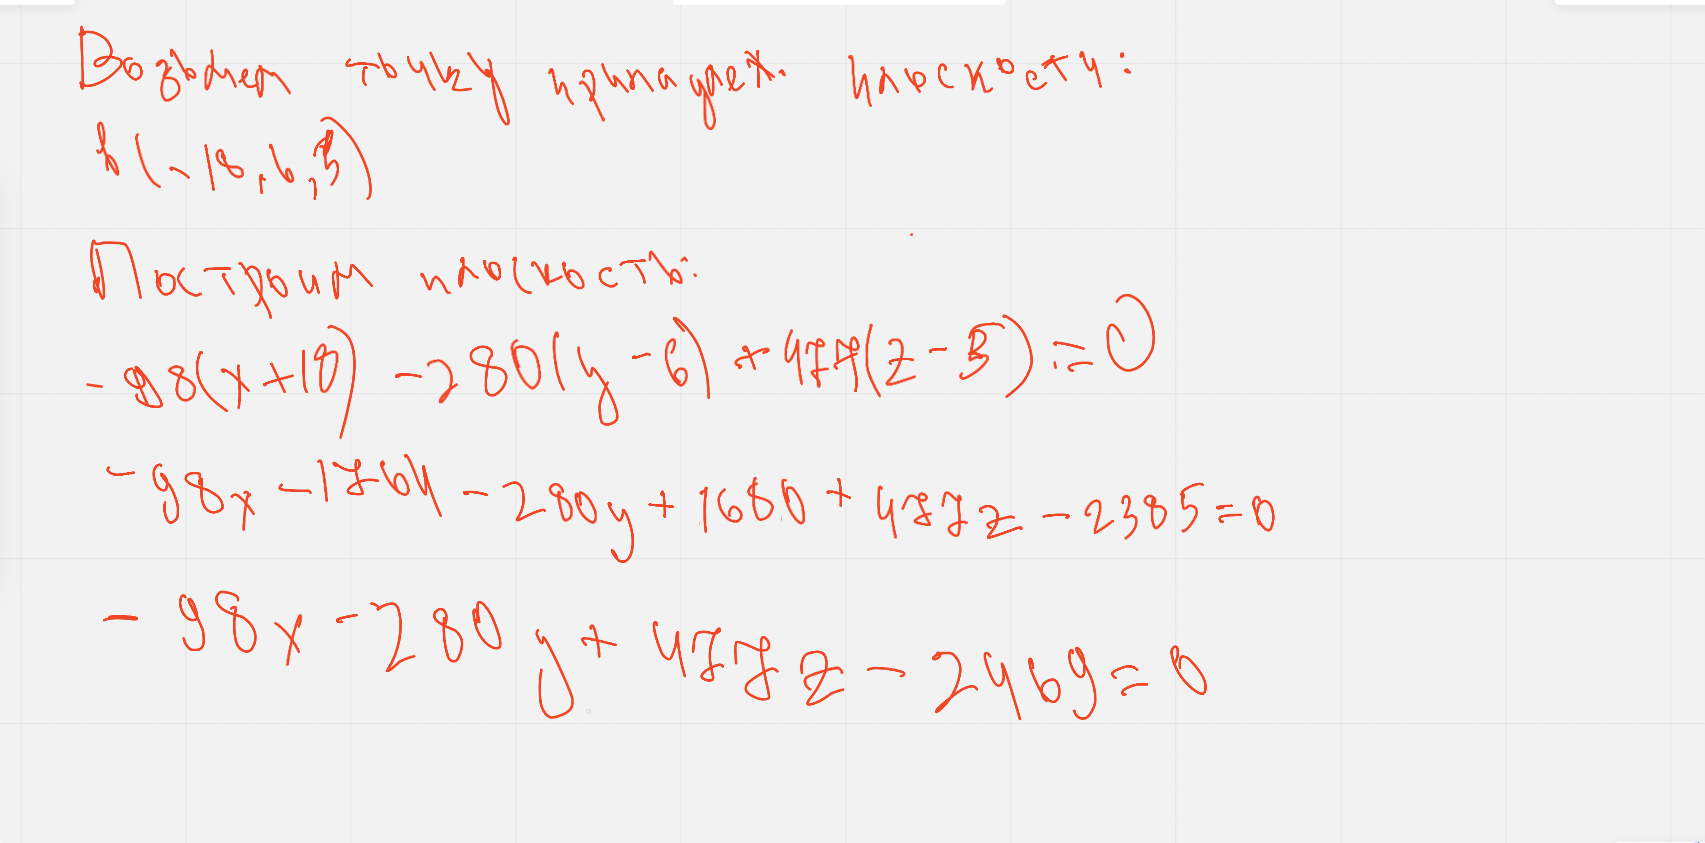 Возьмем точку принадлеж. плоскости:
(-18,6,5)
Построим плоскость:
-98(x+18) -280(y-6) +477(z-5)=0
-98x -1764 -280y +1680 +477z -2385=0
-98x -280y +477z -2469=0